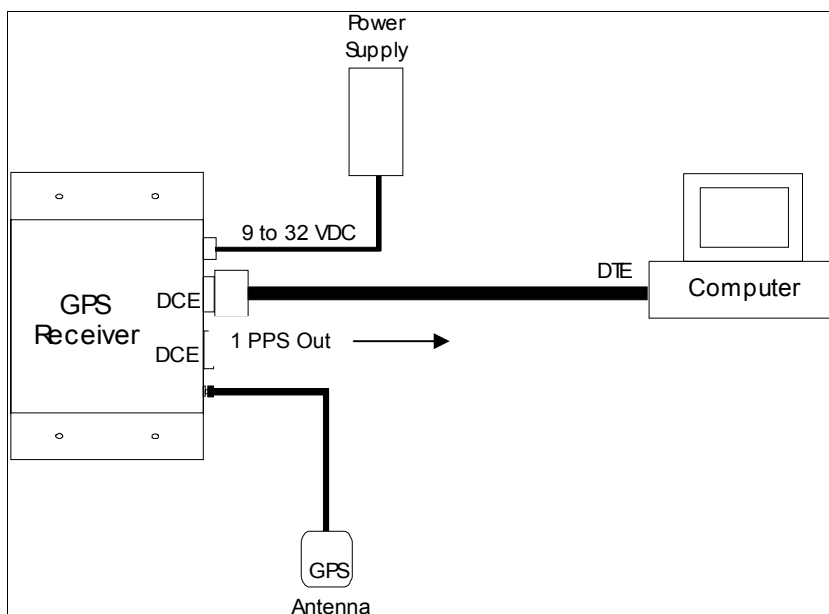 Power
Supply
9 to 32 VDC
DTE
Computer
DCE
GPS
Receiver
1 PPS Out
DCE
GPS
Antenna